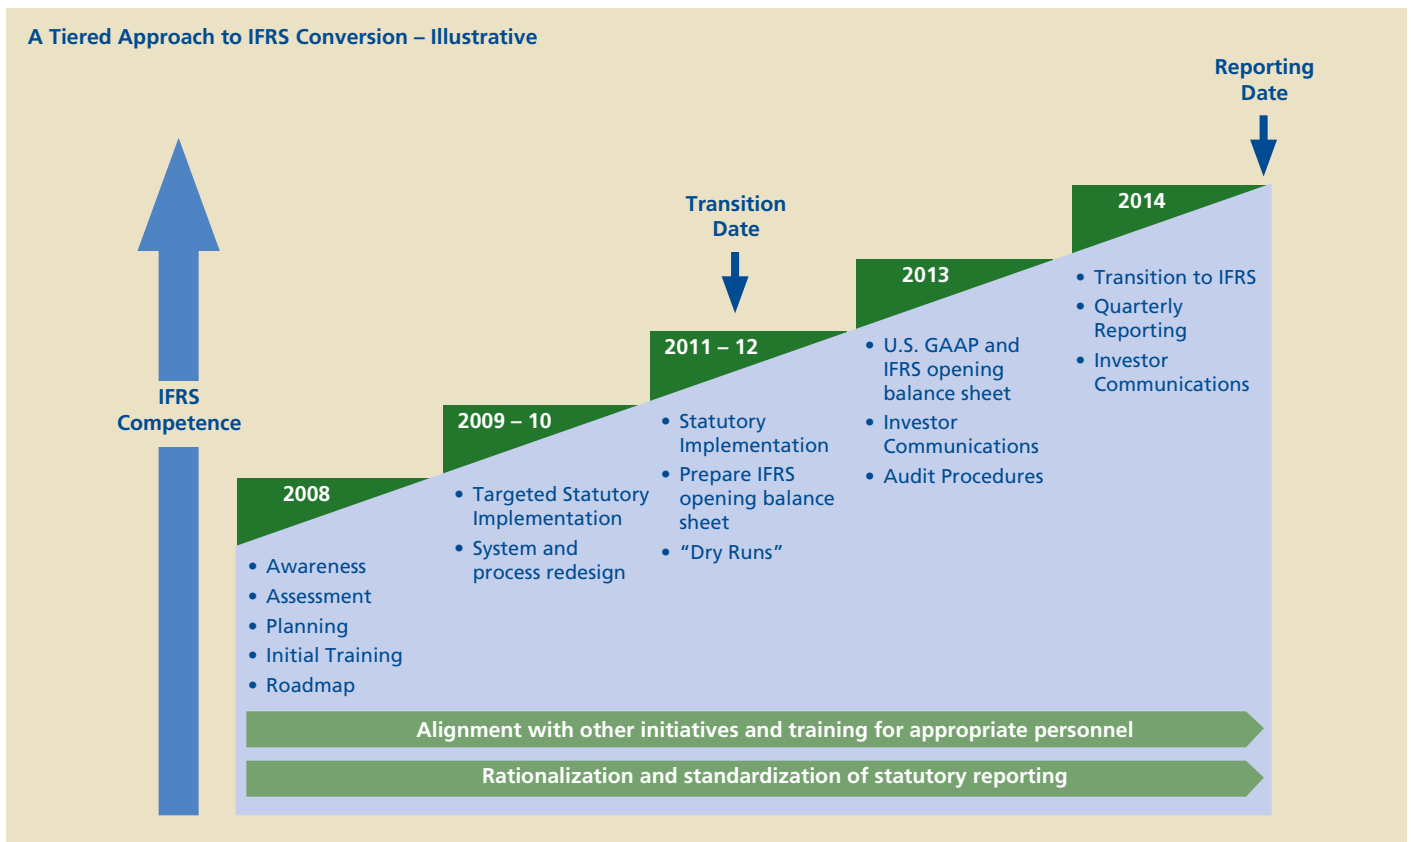 A Tiered Approach to IFRS Conversion – Illustrative
Reporting
Date
Transition
Date
IFRS
Competence
2008
• Awareness
• Assessment
• Planning
• Initial Training
• Roadmap
2009 – 10
• Targeted Statutory
Implementation
• System and
process redesign
2011 – 12
• Statutory
Implementation
• Prepare IFRS
opening balance
sheet
• “Dry Runs”
2013
• U.S. GAAP and
IFRS opening
balance sheet
• Investor
Communications
• Audit Procedures
2014
• Transition to IFRS
• Quarterly
Reporting
• Investor
Communications
Alignment with other initiatives and training for appropriate personnel
Rationalization and standardization of statutory reporting